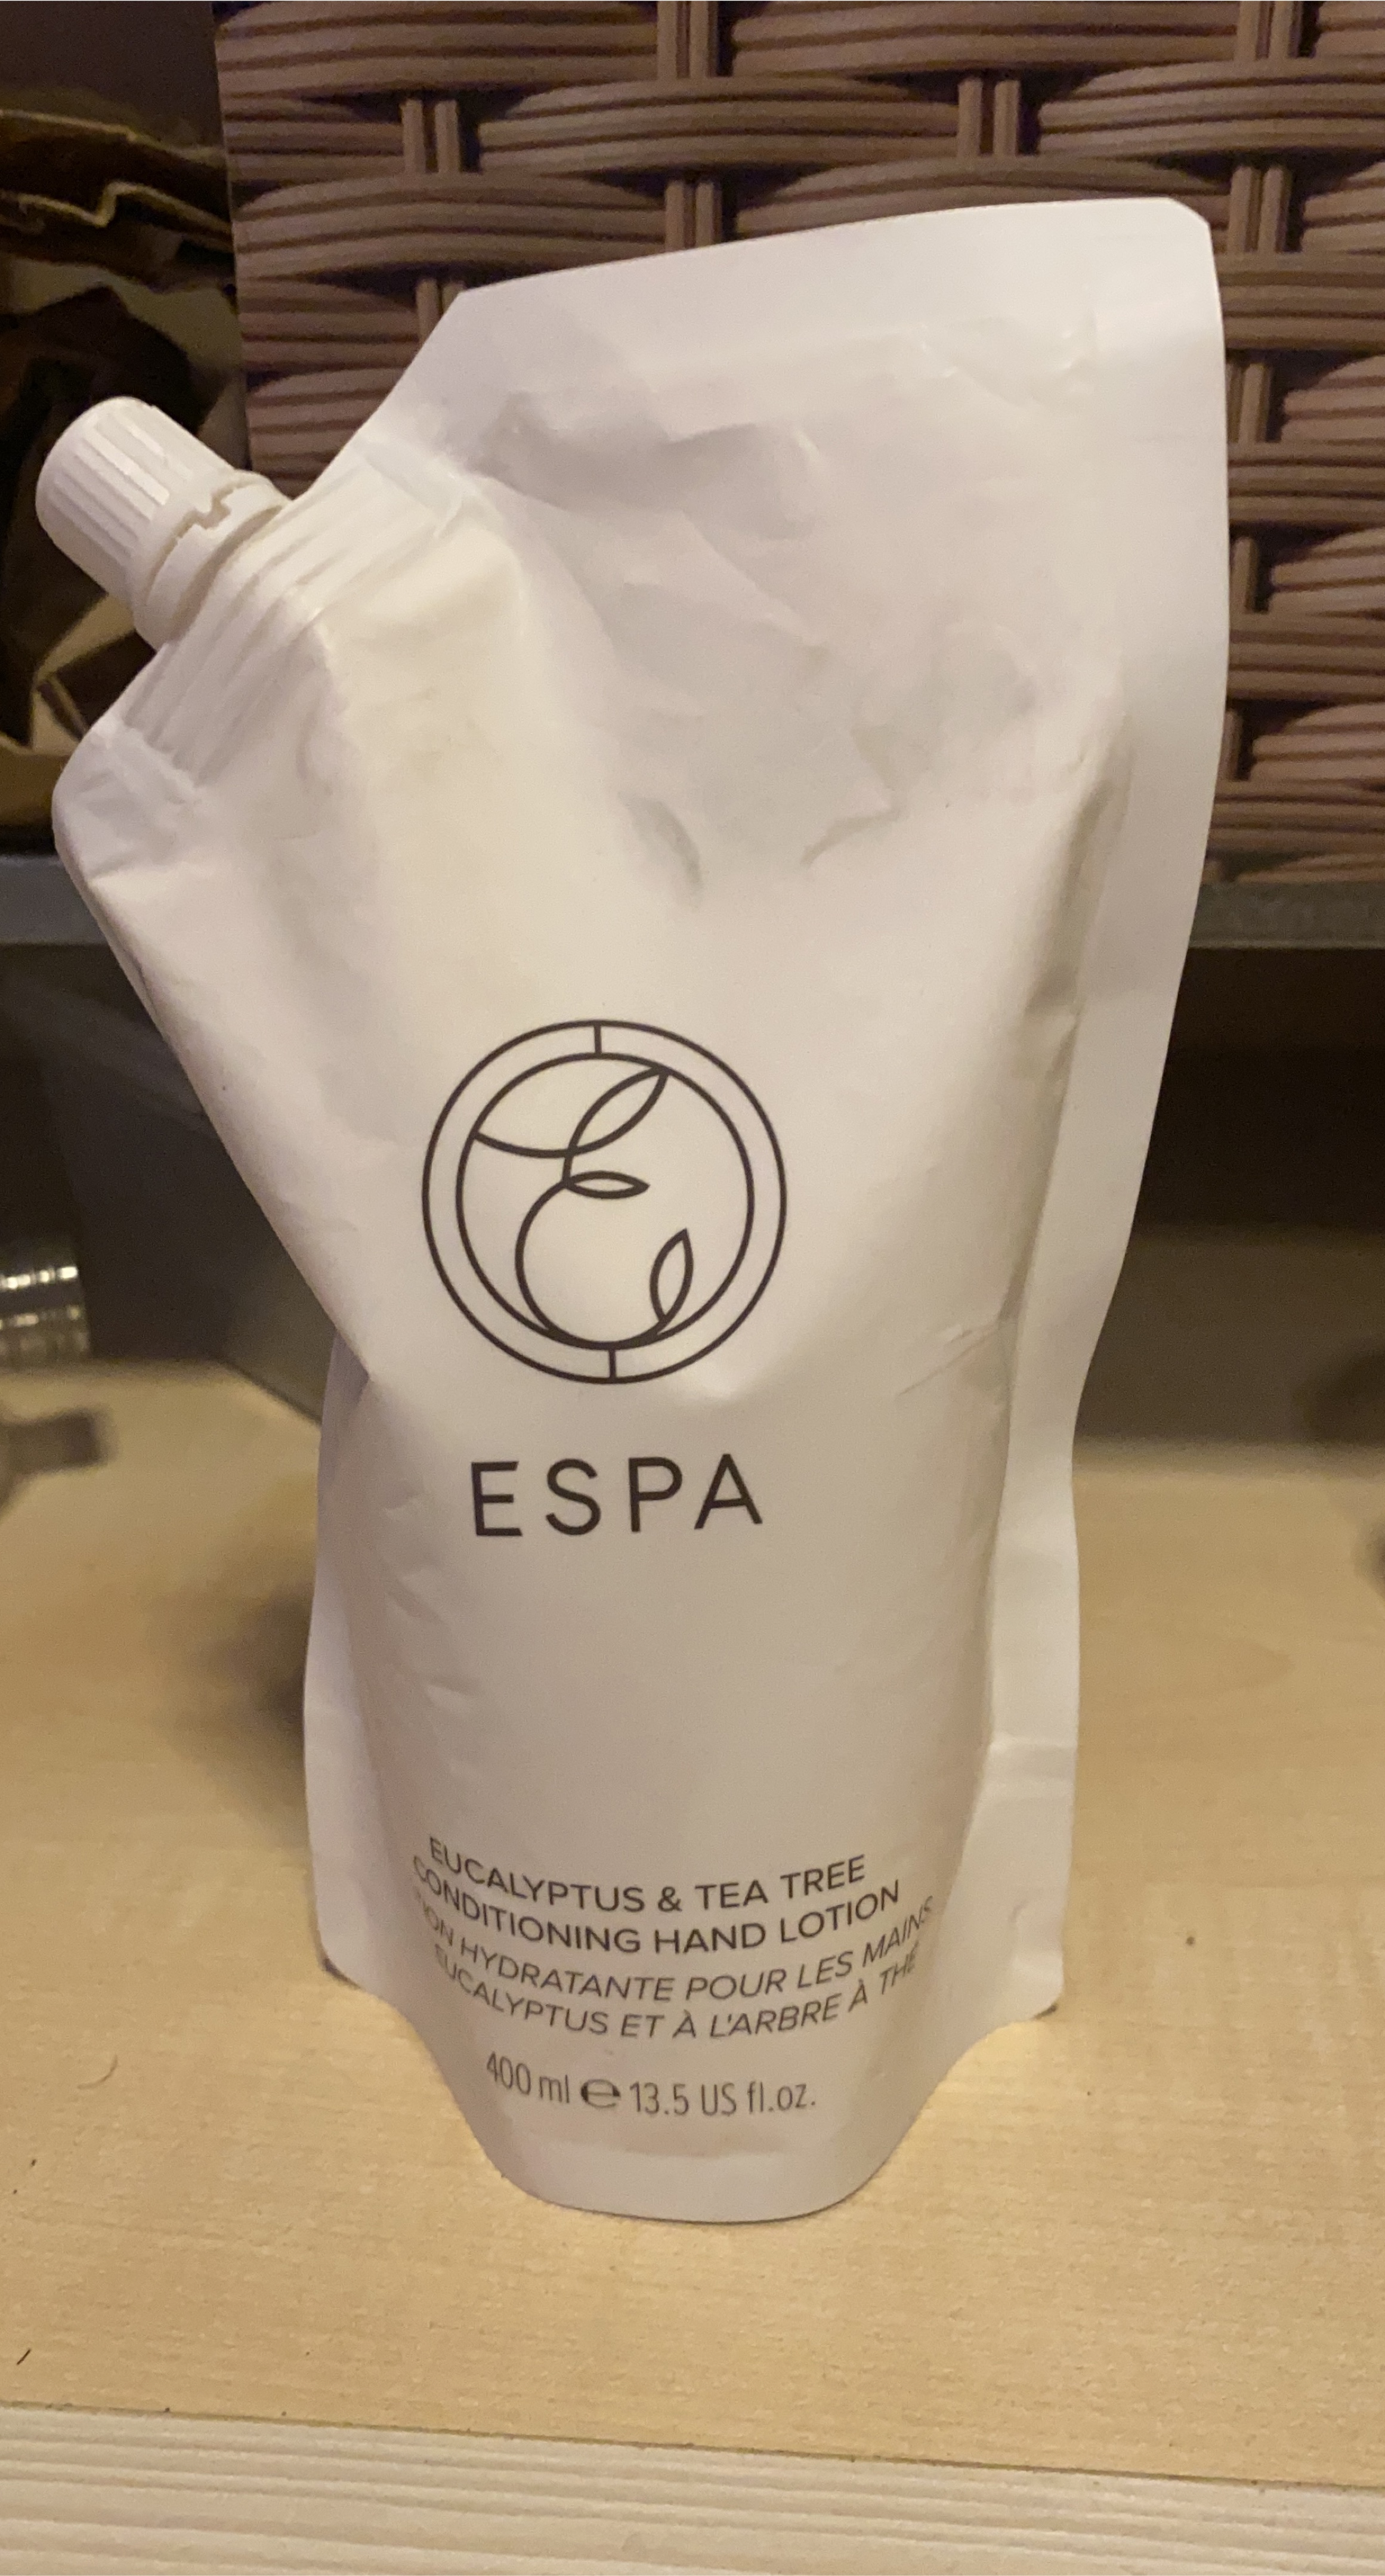 ESPA
EUCALYPTUS & TEA TREE
CONDITIONING HAND LOTION
HYDRATANTE POUR LES MAINS
EUCALYPTUS ET À L'ARBRE À THÉ
400 ml ℮ 13.5 US fl.oz.